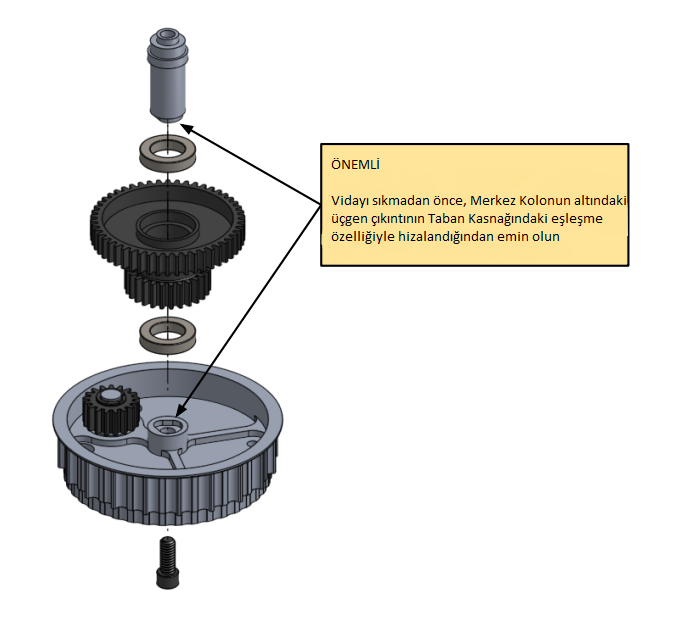 ÖNEMLİ
Vidayı sıkmadan önce, Merkez Kolonun altındaki
üçgen çıkıntının Taban Kasnağındaki eşleşme
özelliğiyle hizalandığından emin olun